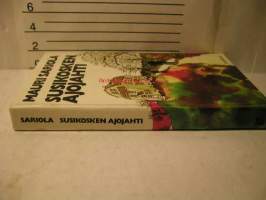 6
4
2
MAURI SARIOLA
SUSIKOSKEN
AJOJAHTI
SARIOLA SUSIKOSKEN AJOJAHTI